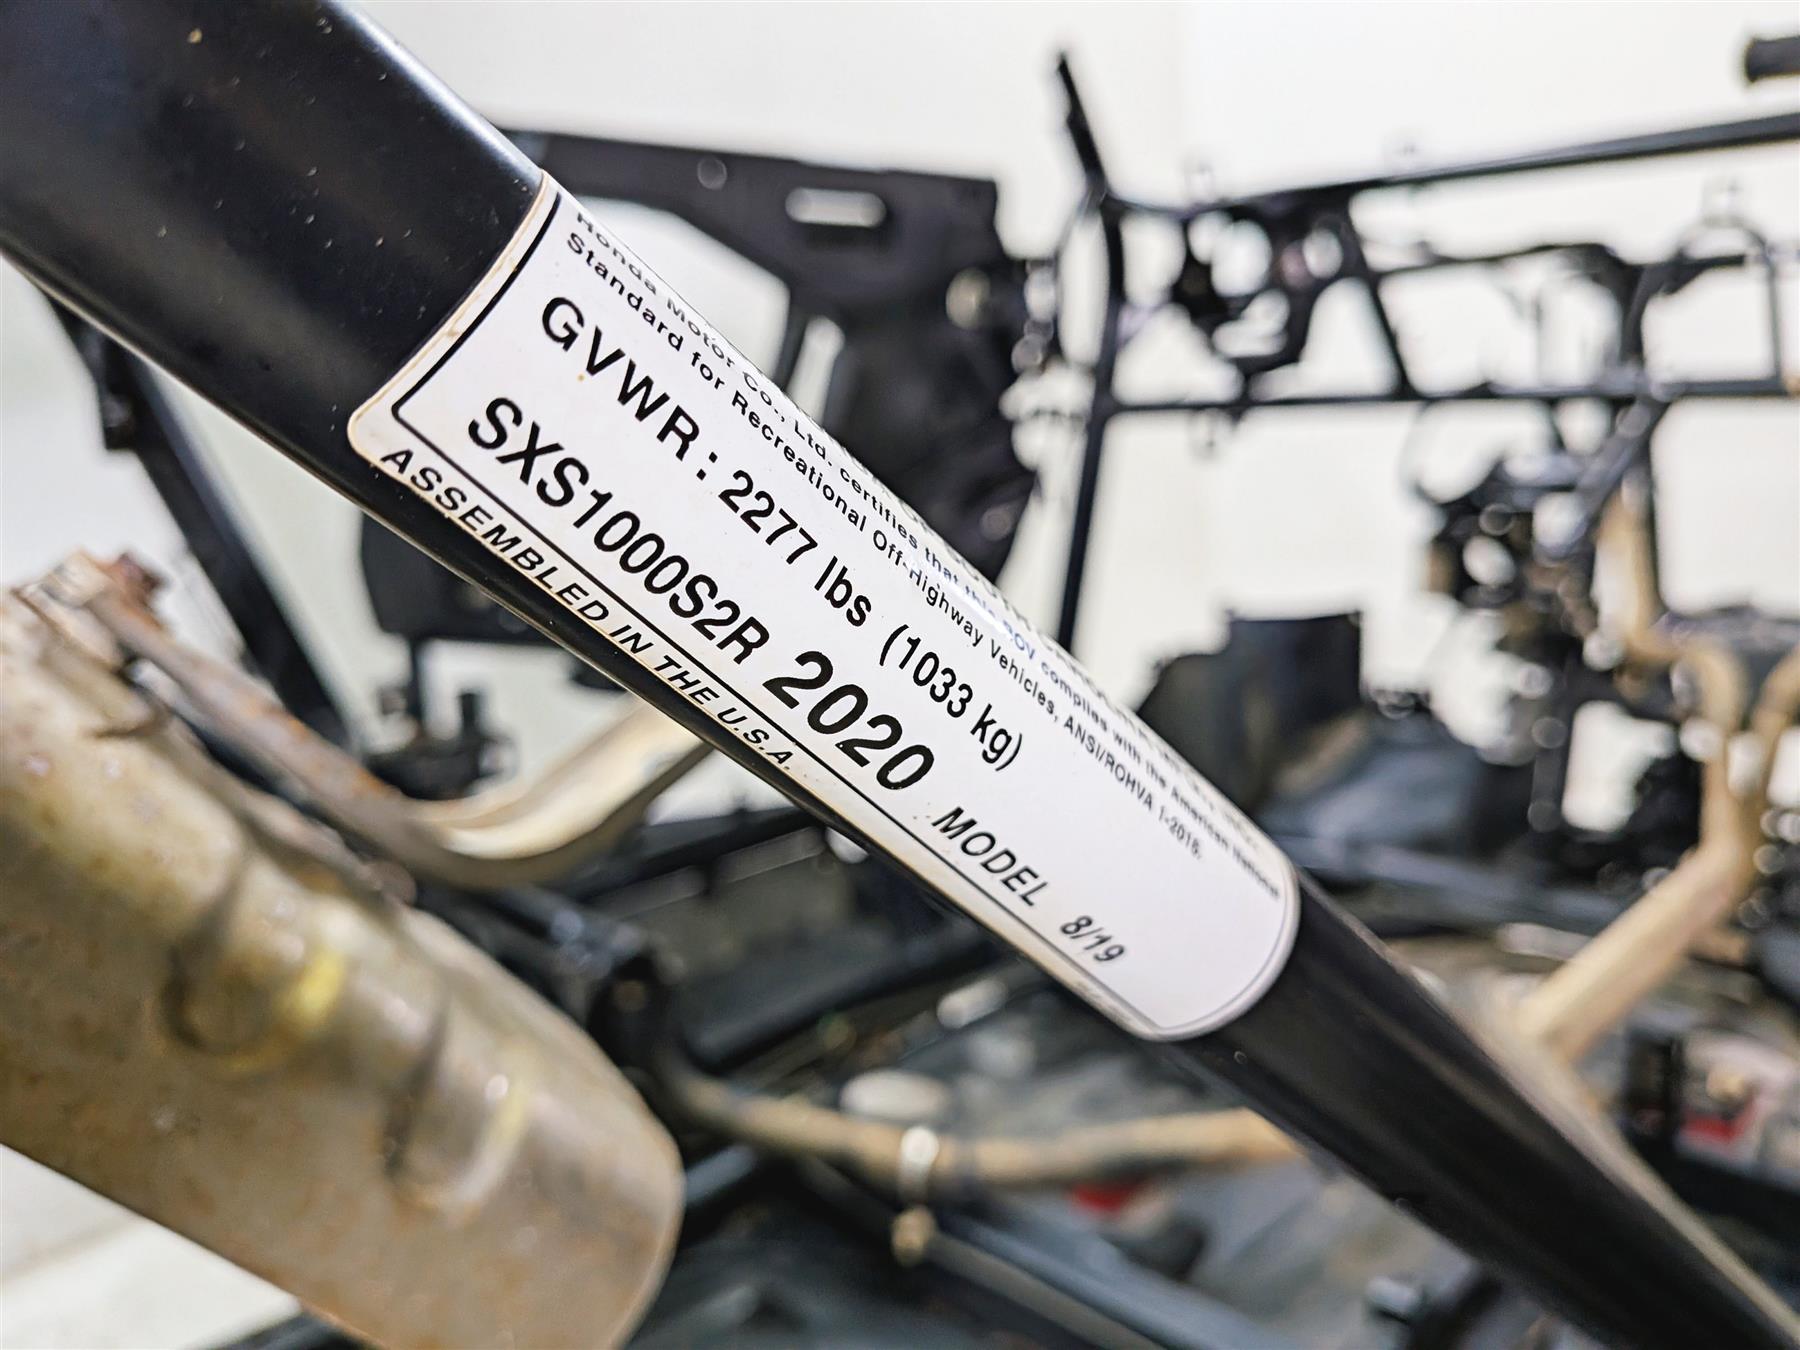 Honda Motor Co., Ltd. certifies that this ROV complies with the American National
Standard for Recreational Off-Highway Vehicles, ANSI/ROHVA 1-2016.
GVWR : 2277 lbs (1033 kg)
SXS1000S2R 2020 MODEL 8/19
ASSEMBLED IN THE U.S.A.